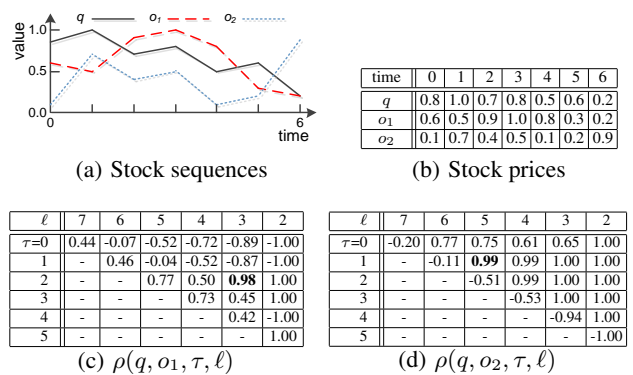 q o₁ o₂
value
1.0
0.5
0.0
0 6
time
(a) Stock sequences
time 0 1 2 3 4 5 6
q 0.8 1.0 0.7 0.8 0.5 0.6 0.2
o₁ 0.6 0.5 0.9 1.0 0.8 0.3 0.2
o₂ 0.1 0.7 0.4 0.5 0.1 0.2 0.9
(b) Stock prices
ℓ 7 6 5 4 3 2
τ=0 0.44 -0.07 -0.52 -0.72 -0.89 -1.00
1 - 0.46 -0.04 -0.52 -0.87 -1.00
2 - - 0.77 0.50 0.98 1.00
3 - - - 0.73 0.45 1.00
4 - - - - 0.42 -1.00
5 - - - - - 1.00
(c) ρ(q, o₁, τ, ℓ)
ℓ 7 6 5 4 3 2
τ=0 -0.20 0.77 0.75 0.61 0.65 1.00
1 - -0.11 0.99 0.99 1.00 1.00
2 - - -0.51 0.99 1.00 1.00
3 - - - -0.53 1.00 1.00
4 - - - - -0.94 1.00
5 - - - - - -1.00
(d) ρ(q, o₂, τ, ℓ)